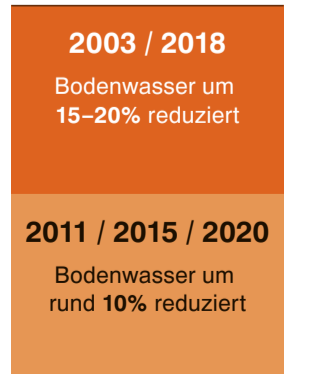 2003 / 2018
Bodenwasser um
15–20% reduziert
2011 / 2015 / 2020
Bodenwasser um
rund 10% reduziert